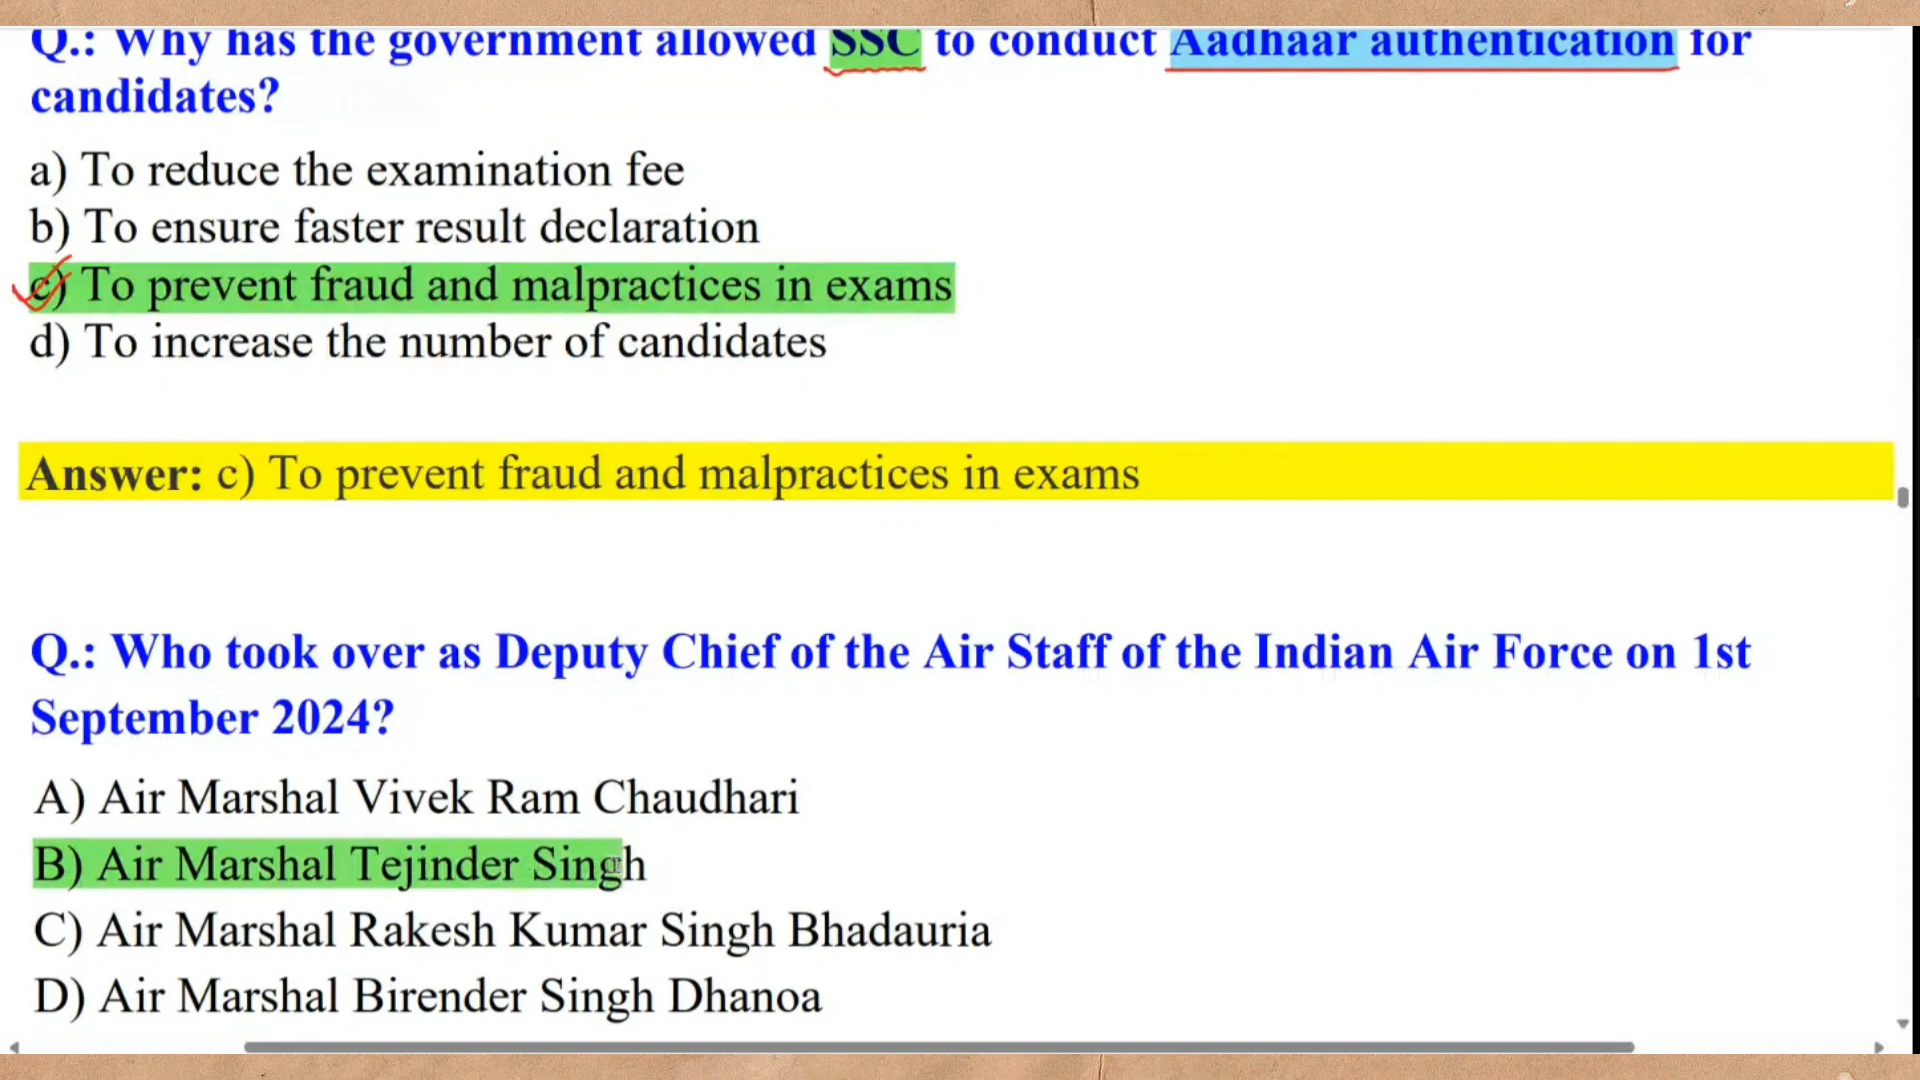 Q.: Why has the government allowed SSC to conduct Aadhaar authentication for
candidates?
a) To reduce the examination fee
b) To ensure faster result declaration
c) To prevent fraud and malpractices in exams
d) To increase the number of candidates
Answer: c) To prevent fraud and malpractices in exams
Q.: Who took over as Deputy Chief of the Air Staff of the Indian Air Force on 1st
September 2024?
A) Air Marshal Vivek Ram Chaudhari
B) Air Marshal Tejinder Singh
C) Air Marshal Rakesh Kumar Singh Bhadauria
D) Air Marshal Birender Singh Dhanoa